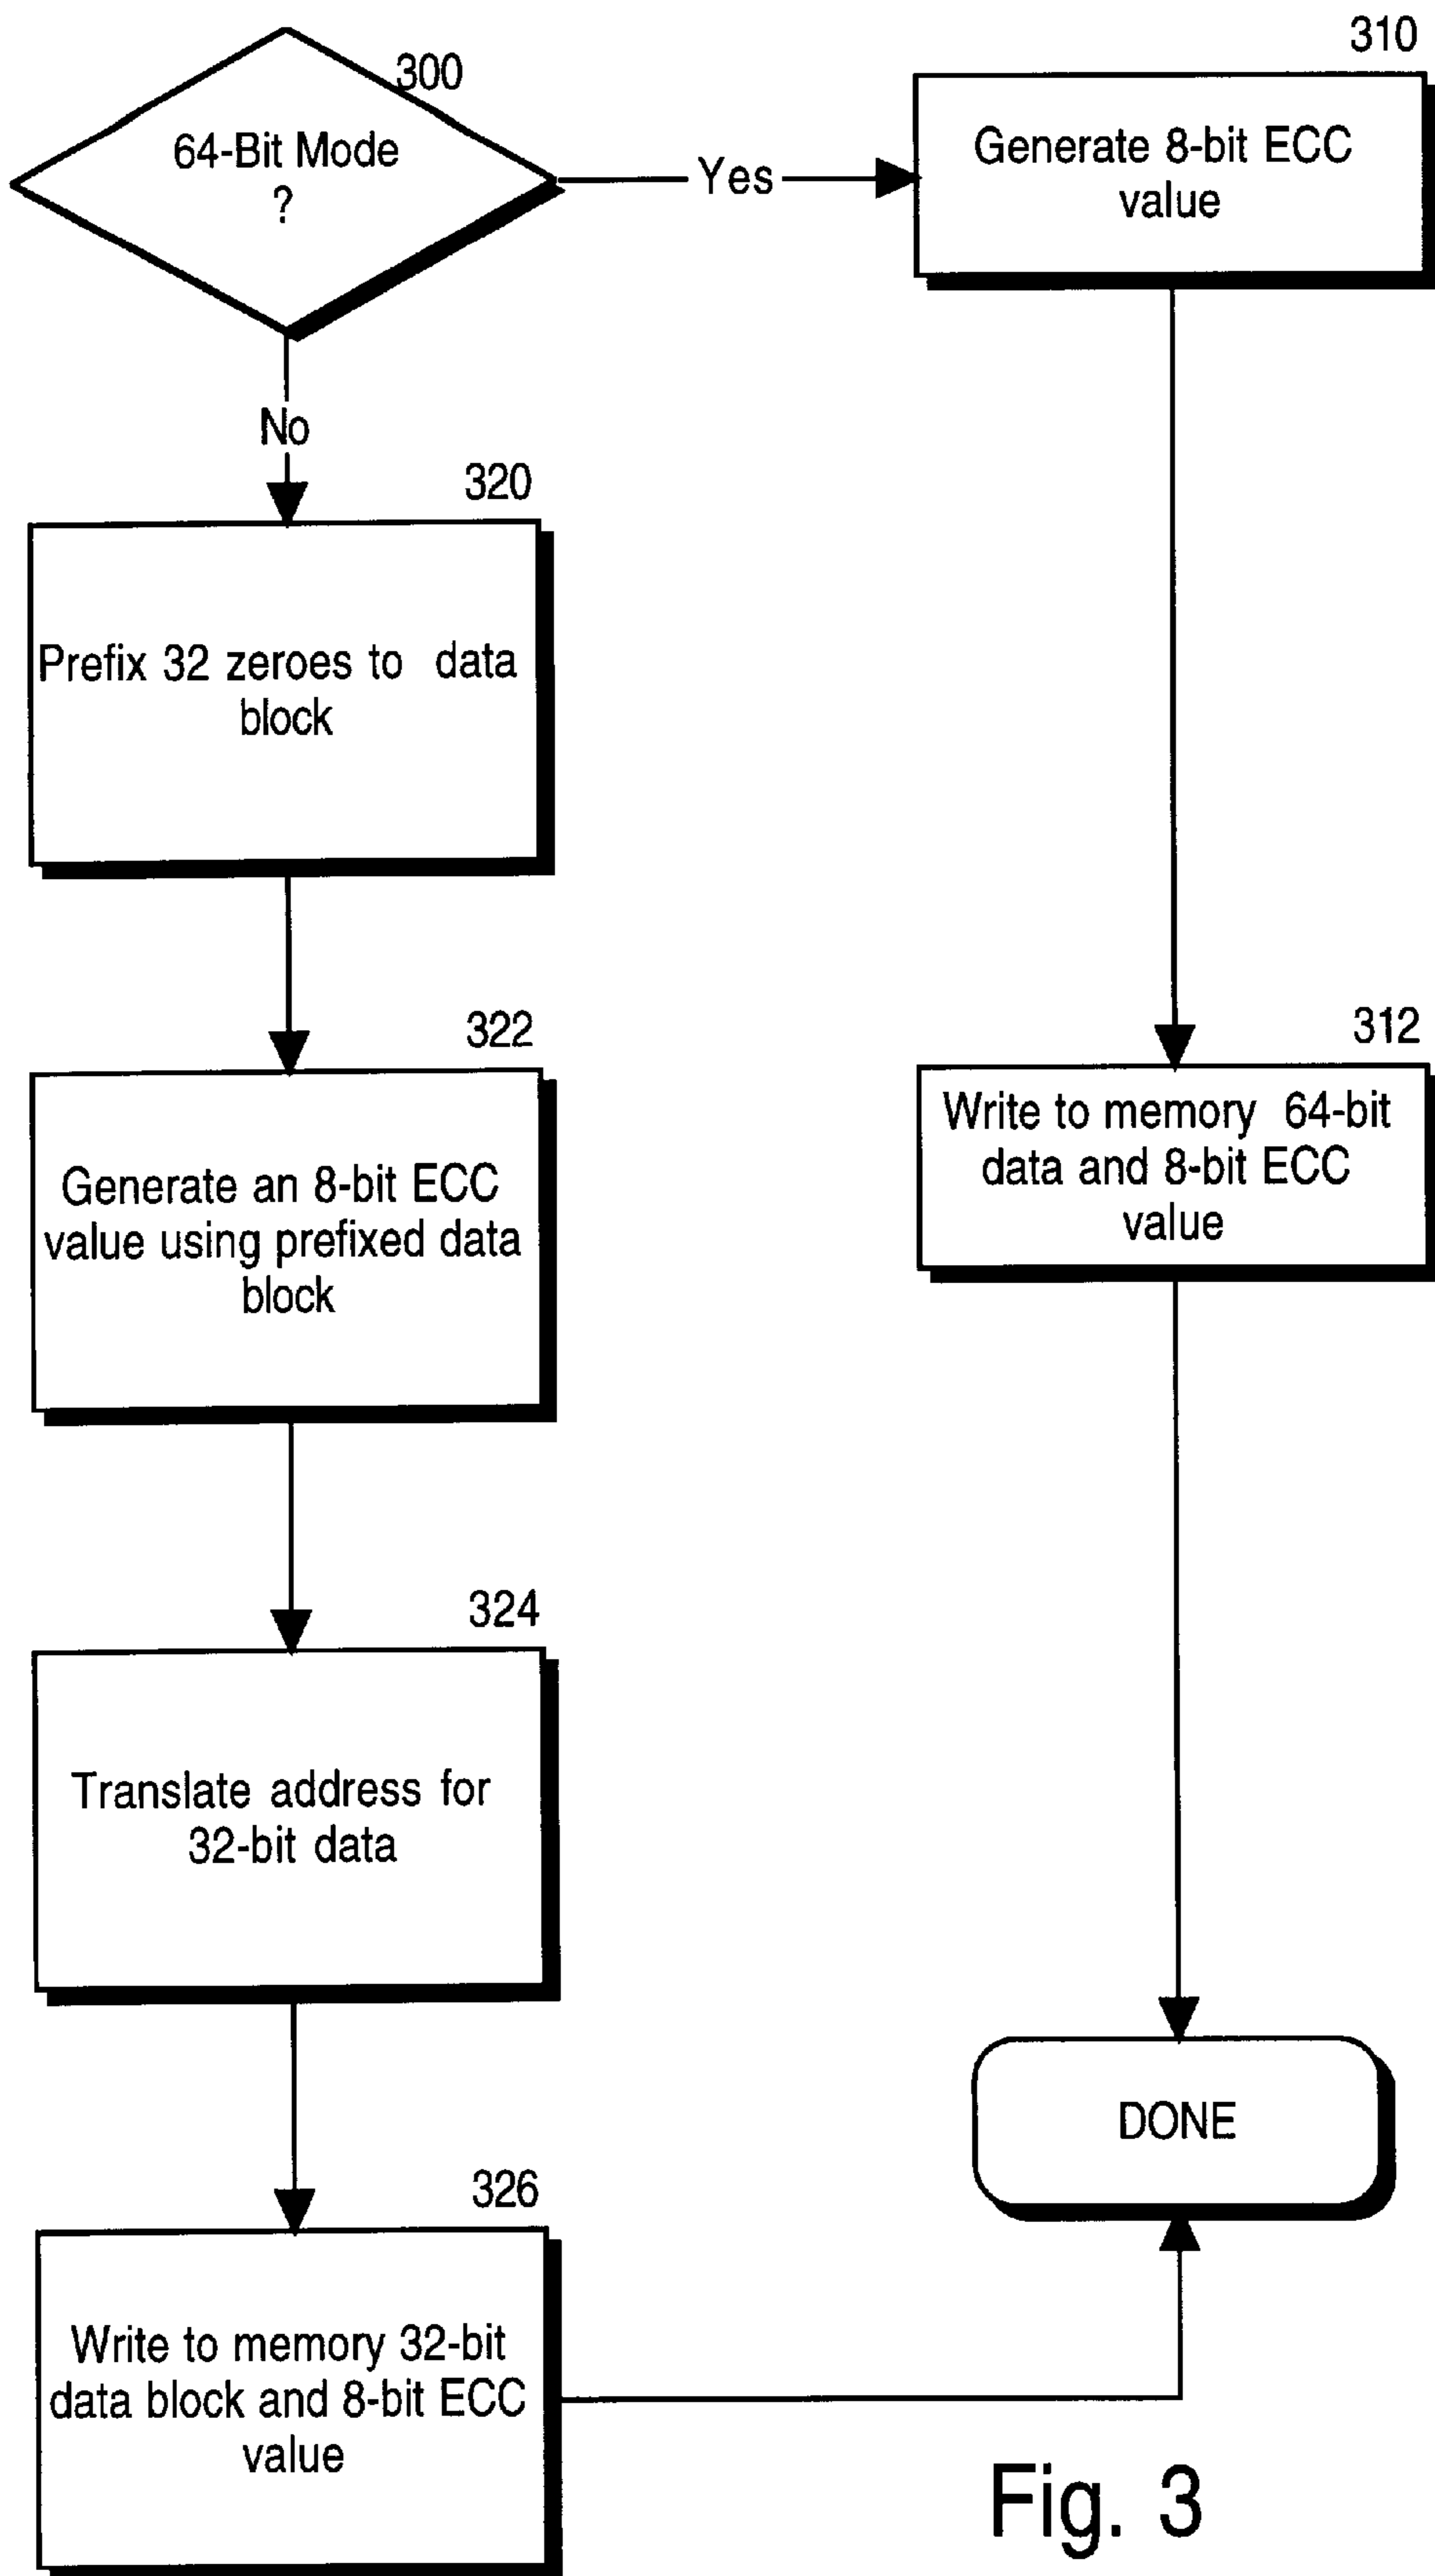 300
64-Bit Mode
?
Yes
310
Generate 8-bit ECC
value
No
320
Prefix 32 zeroes to data
block
322
Generate an 8-bit ECC
value using prefixed data
block
312
Write to memory 64-bit
data and 8-bit ECC
value
324
Translate address for
32-bit data
DONE
326
Write to memory 32-bit
data block and 8-bit ECC
value
Fig. 3